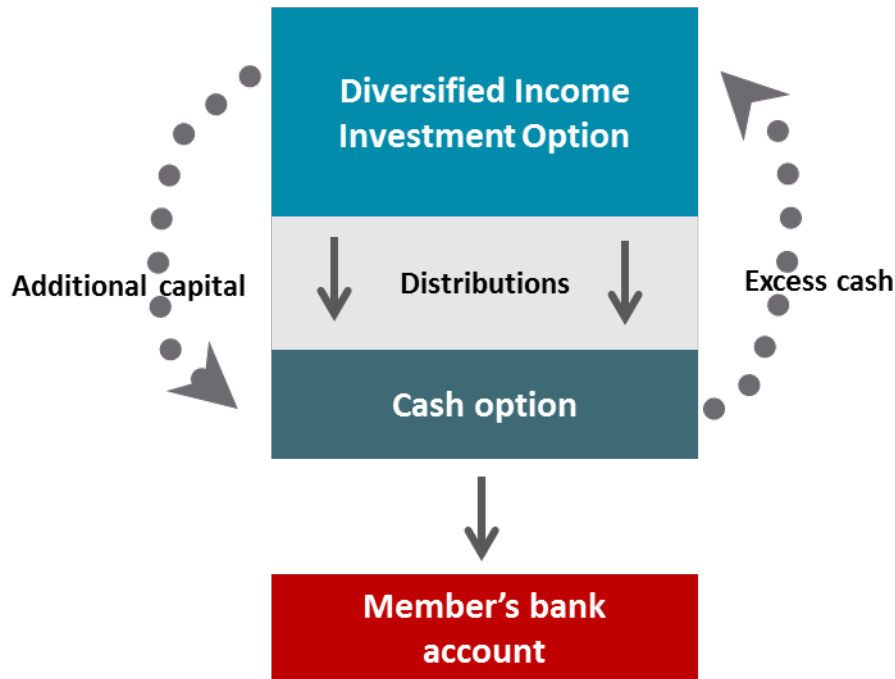 Diversified Income
Investment Option
Additional capital
Distributions
Excess cash
Cash option
Member’s bank
account